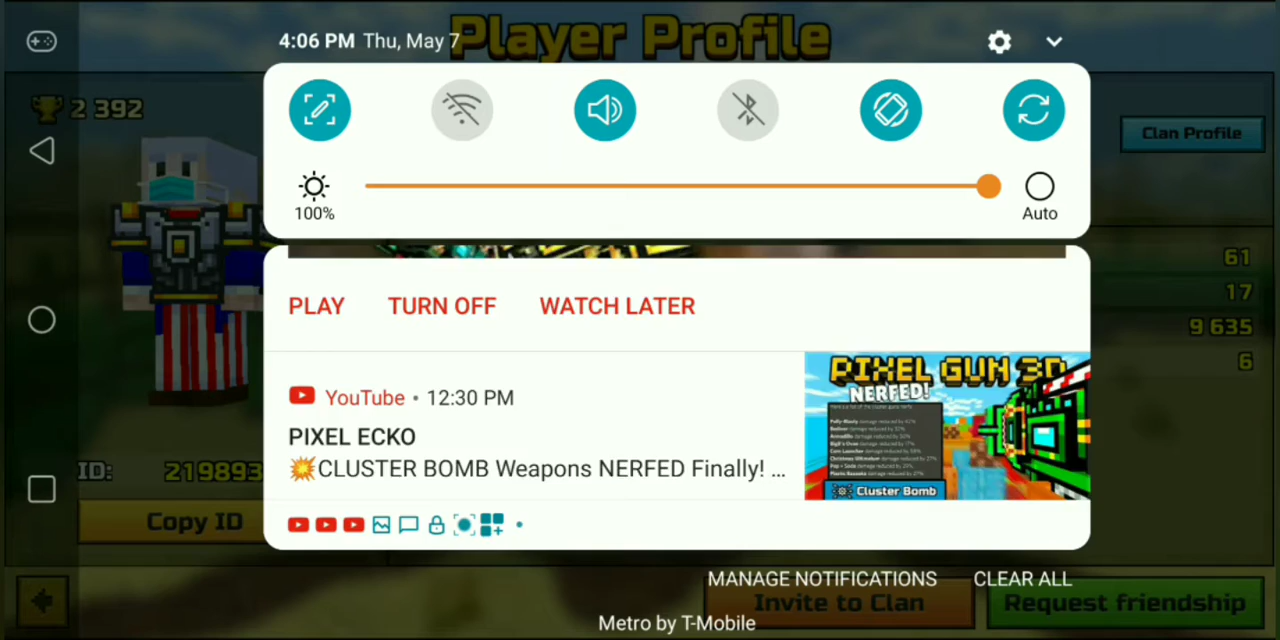 Player Profile
4:06 PM Thu, May 7
2 392
Clan Profile
100%
Auto
61
17
9 635
6
PLAY TURN OFF WATCH LATER
YouTube • 12:30 PM
PIXEL ECKO
💥CLUSTER BOMB Weapons NERFED Finally! ...
PIXEL GUN 3D
NERFED!
Cluster Bomb
ID: 219893
Copy ID
MANAGE NOTIFICATIONS CLEAR ALL
Invite to Clan
Request friendship
Metro by T-Mobile